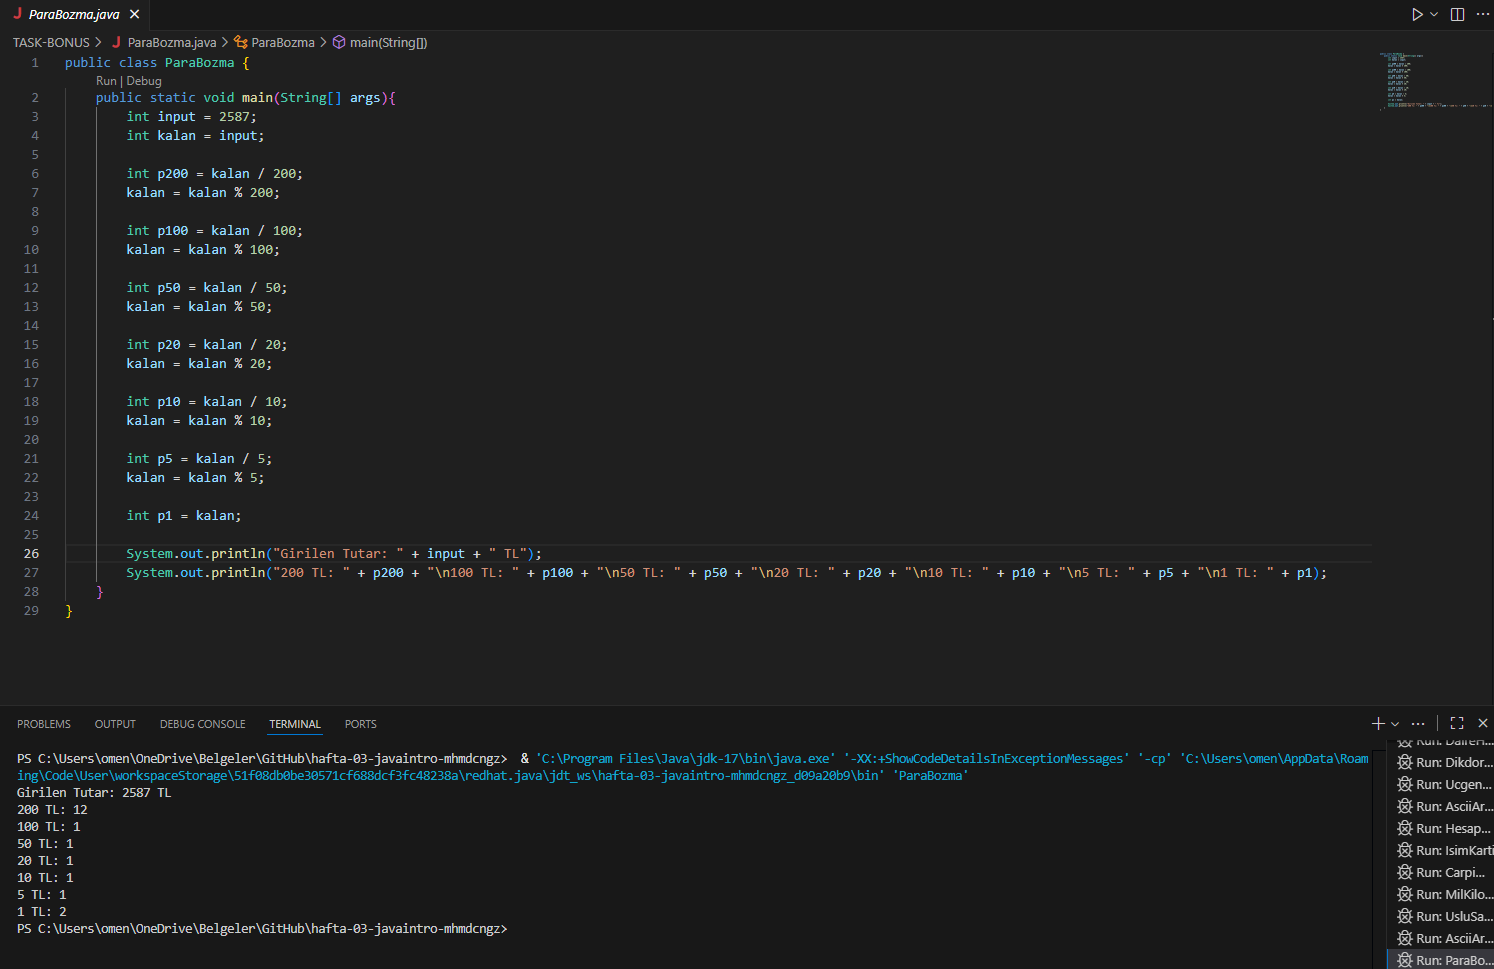 ParaBozma.java
TASK-BONUS > ParaBozma.java > ParaBozma > main(String[])
1 public class ParaBozma {
Run | Debug
2 public static void main(String[] args){
3 int input = 2587;
4 int kalan = input;
5
6 int p200 = kalan / 200;
7 kalan = kalan % 200;
8
9 int p100 = kalan / 100;
10 kalan = kalan % 100;
11
12 int p50 = kalan / 50;
13 kalan = kalan % 50;
14
15 int p20 = kalan / 20;
16 kalan = kalan % 20;
17
18 int p10 = kalan / 10;
19 kalan = kalan % 10;
20
21 int p5 = kalan / 5;
22 kalan = kalan % 5;
23
24 int p1 = kalan;
25
26 System.out.println("Girilen Tutar: " + input + " TL");
27 System.out.println("200 TL: " + p200 + "\n100 TL: " + p100 + "\n50 TL: " + p50 + "\n20 TL: " + p20 + "\n10 TL: " + p10 + "\n5 TL: " + p5 + "\n1 TL: " + p1);
28 }
29 }
PROBLEMS OUTPUT DEBUG CONSOLE TERMINAL PORTS
PS C:\Users\omen\OneDrive\Belgeler\GitHub\hafta-03-javaintro-mhmdcngz> & 'C:\Program Files\Java\jdk-17\bin\java.exe' '-XX:+ShowCodeDetailsInExceptionMessages' '-cp' 'C:\Users\omen\AppData\Roam
ing\Code\User\workspaceStorage\51f08db0be30571cf688dcf3fc48238a\redhat.java\jdt_ws\hafta-03-javaintro-mhmdcngz_d09a20b9\bin' 'ParaBozma'
Girilen Tutar: 2587 TL
200 TL: 12
100 TL: 1
50 TL: 1
20 TL: 1
10 TL: 1
5 TL: 1
1 TL: 2
PS C:\Users\omen\OneDrive\Belgeler\GitHub\hafta-03-javaintro-mhmdcngz>
Run: DaireH...
Run: Dikdor...
Run: Ucgen...
Run: AsciiAr...
Run: Hesap...
Run: IsimKarti
Run: Carpi...
Run: MilKilo...
Run: UsluSa...
Run: AsciiAr...
Run: ParaBo...